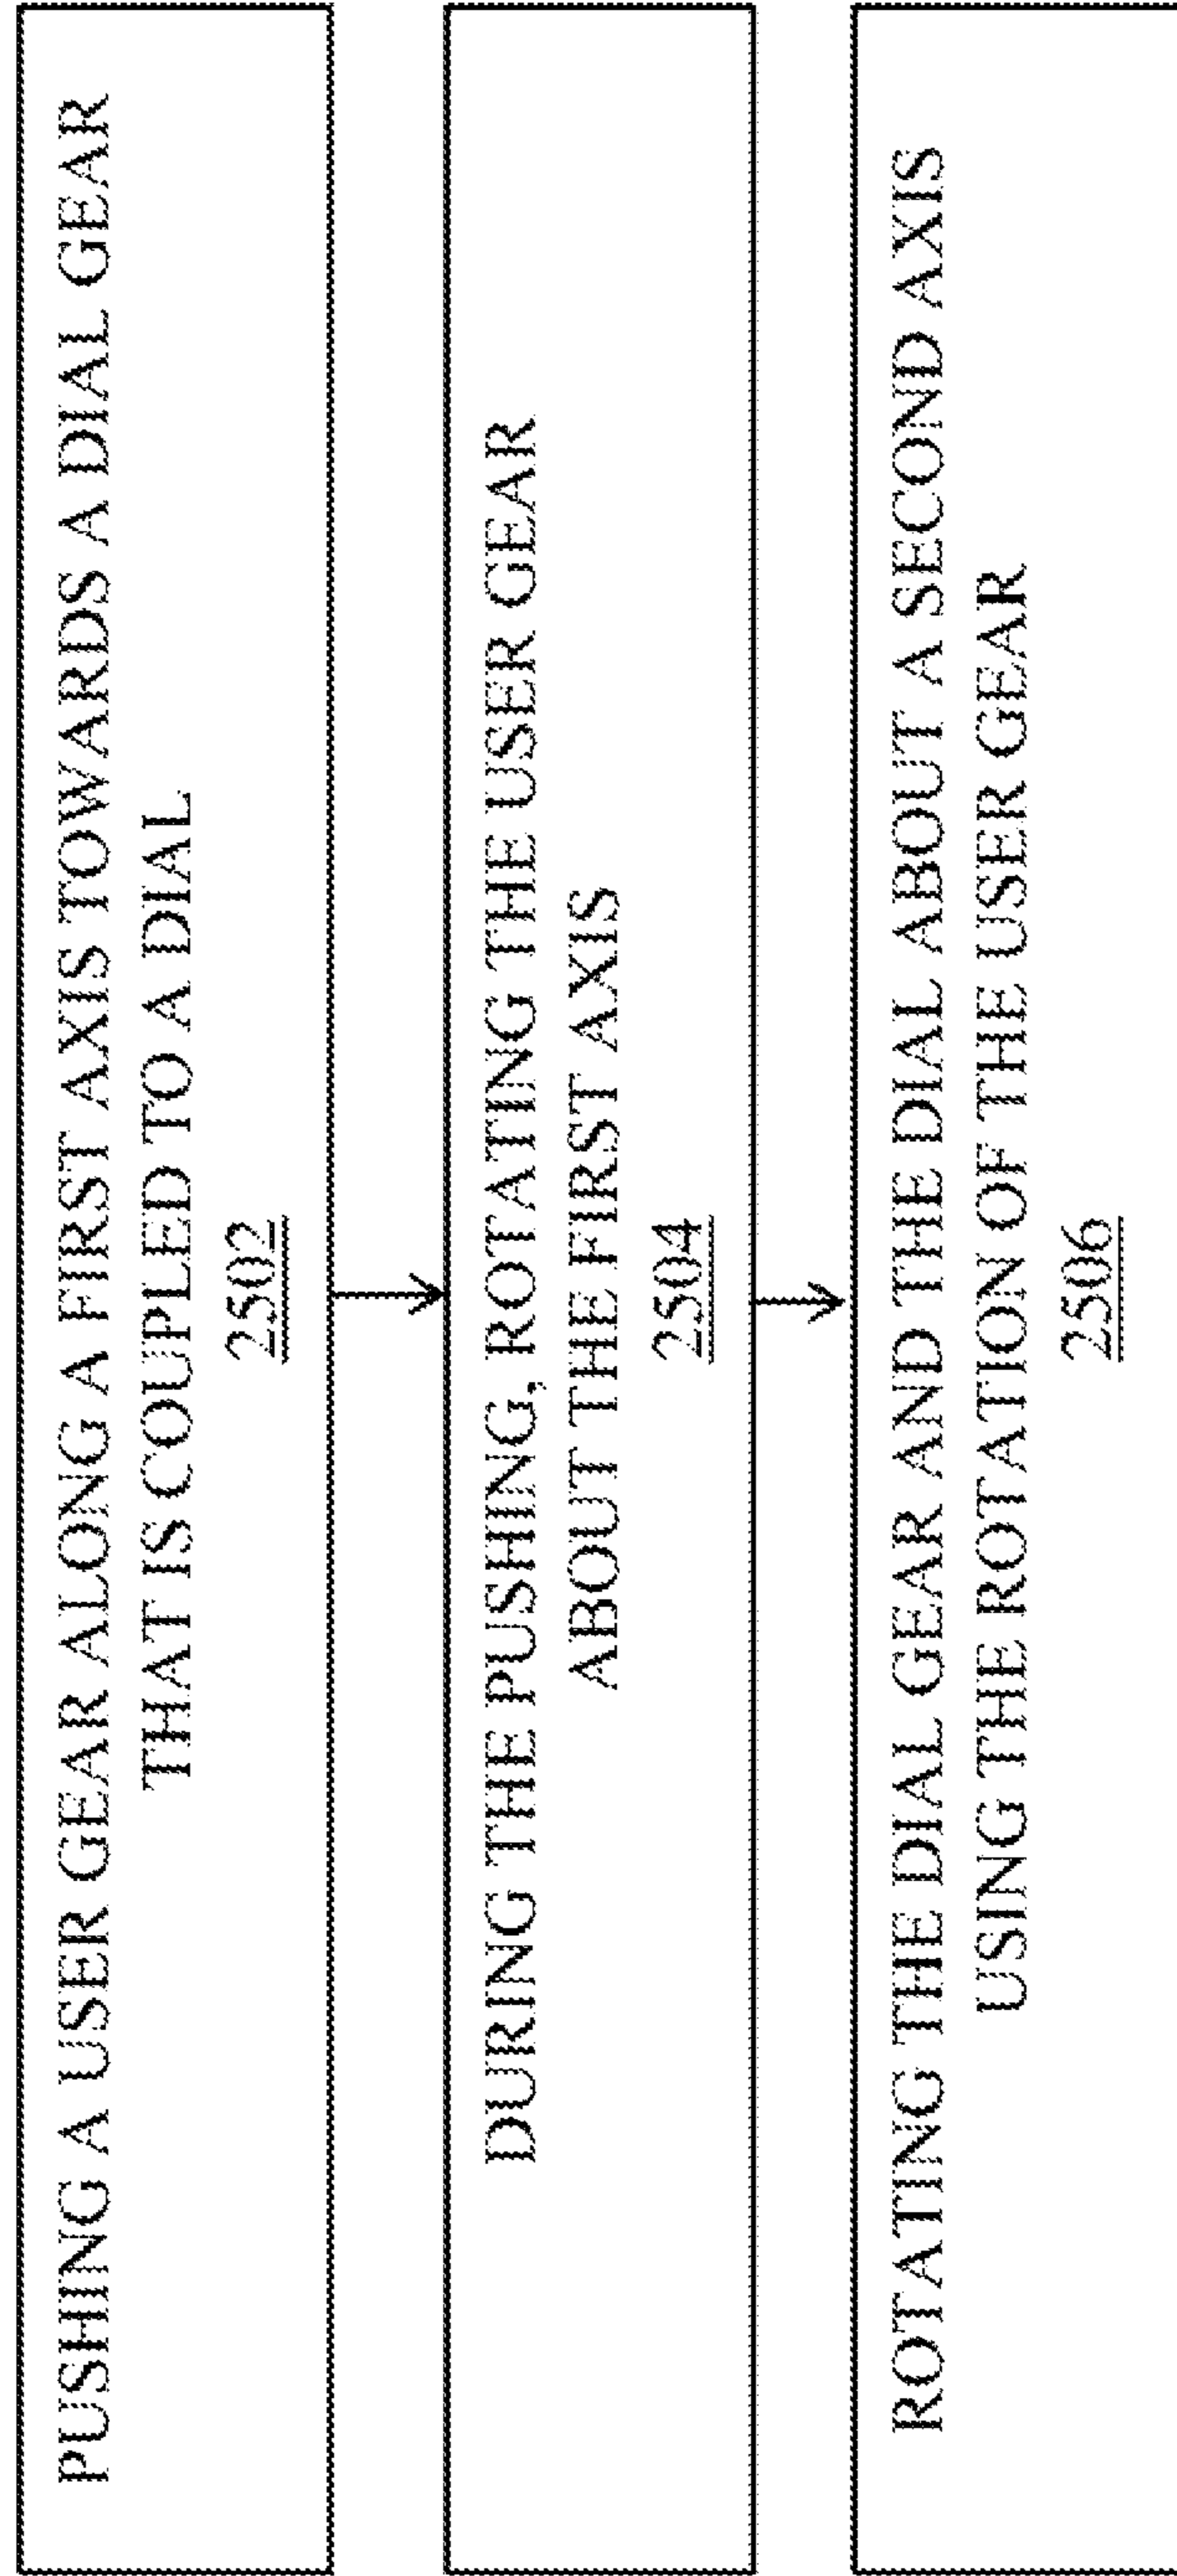 PUSHING A USER GEAR ALONG A FIRST AXIS TOWARDS A DIAL GEAR
THAT IS COUPLED TO A DIAL
2502
DURING THE PUSHING, ROTATING THE USER GEAR
ABOUT THE FIRST AXIS
2504
ROTATING THE DIAL GEAR AND THE DIAL ABOUT A SECOND AXIS
USING THE ROTATION OF THE USER GEAR
2506